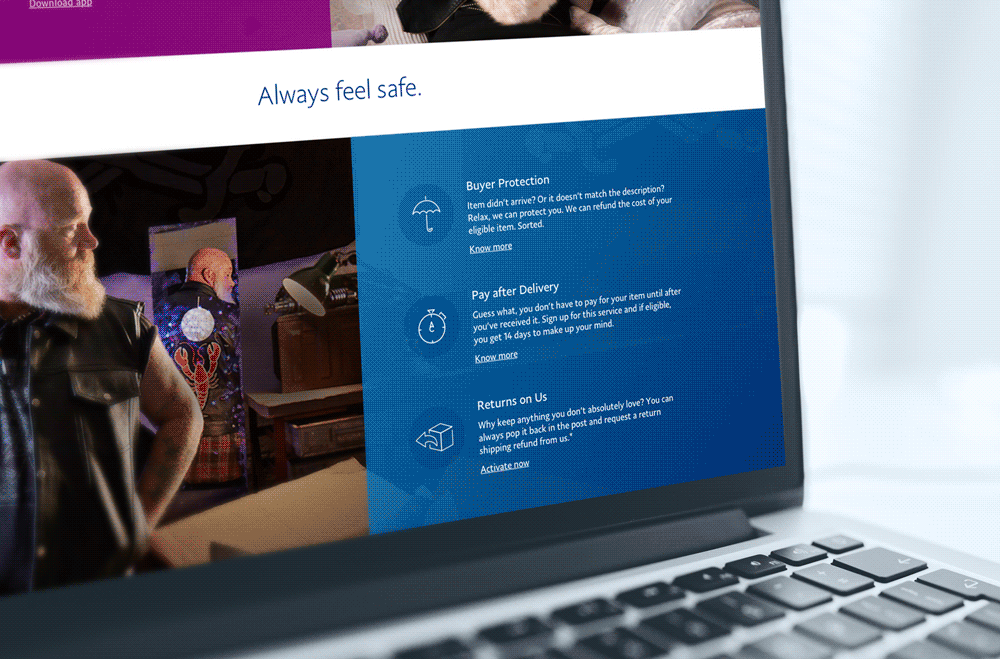 Download app
Always feel safe.
Buyer Protection
Item didn't arrive? Or it doesn't match the description?
Relax, we can protect you. We can refund the cost of your
eligible item. Sorted.
Know more
Pay after Delivery
Guess what, you don't have to pay for your item until after
you've received it. Sign up for this service and if eligible,
you get 14 days to make up your mind.
Know more
Returns on Us
Why keep anything you don't absolutely love? You can
always pop it back in the post and request a return
shipping refund from us.*
Activate now